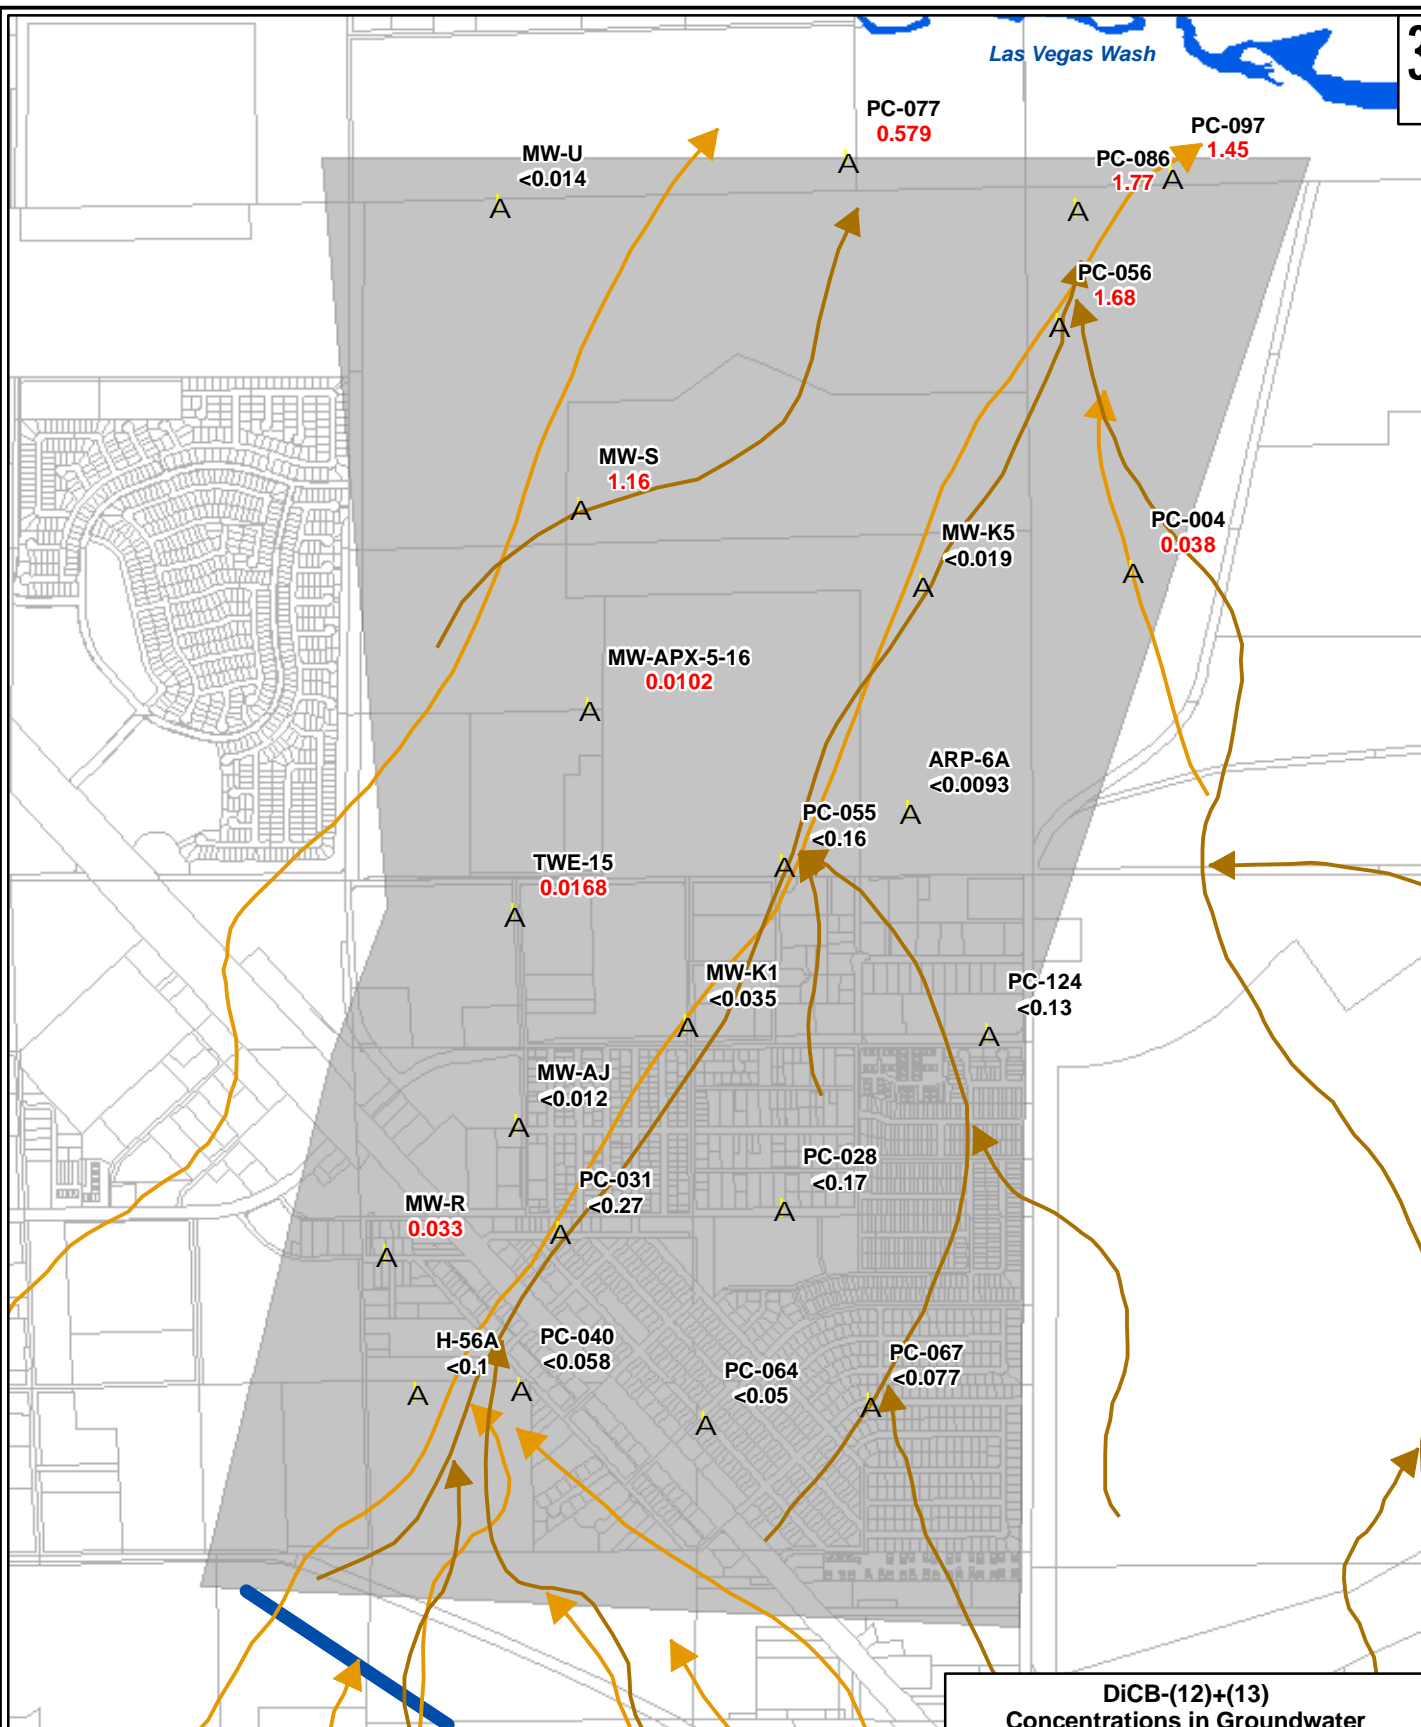 Las Vegas Wash
3
PC-077
0.579
PC-097
1.45
MW-U
<0.014
PC-086
1.77
A
A
A
A
PC-056
1.68
A
MW-S
1.16
A
PC-004
0.038
MW-K5
<0.019
A
A
MW-APX-5-16
0.0102
A
ARP-6A
<0.0093
A
PC-055
<0.16
A
TWE-15
0.0168
A
MW-K1
<0.035
A
PC-124
<0.13
A
MW-AJ
<0.012
A
PC-028
<0.17
A
PC-031
<0.27
A
MW-R
0.033
A
H-56A
<0.1
A
PC-040
<0.058
A
PC-064
<0.05
A
PC-067
<0.077
A
DiCB-(12)+(13)
Concentrations in Groundwater